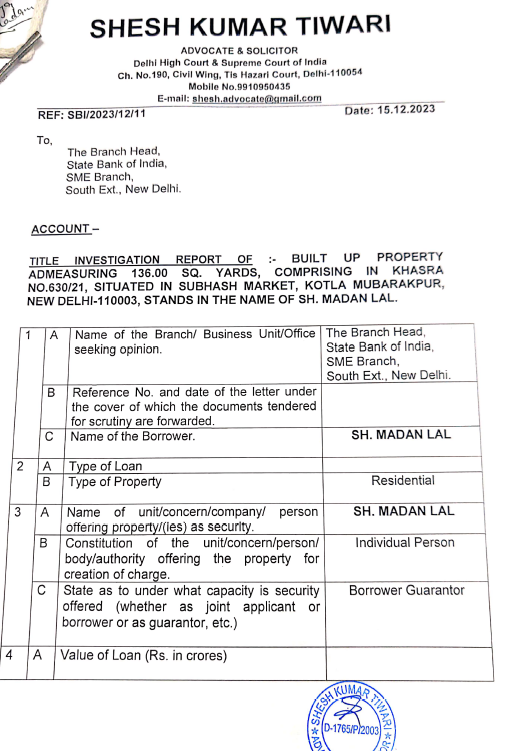 SHESH KUMAR TIWARI
ADVOCATE & SOLICITOR
Delhi High Court & Supreme Court of India
Ch. No.190, Civil Wing, Tis Hazari Court, Delhi-110054
Mobile No.9910950435
E-mail: shesh.advocate@gmail.com
REF: SBI/2023/12/11
Date: 15.12.2023
To,
The Branch Head,
State Bank of India,
SME Branch,
South Ext., New Delhi.
ACCOUNT –
TITLE INVESTIGATION REPORT OF :- BUILT UP PROPERTY
ADMEASURING 136.00 SQ. YARDS, COMPRISING IN KHASRA
NO.630/21, SITUATED IN SUBHASH MARKET, KOTLA MUBARAKPUR,
NEW DELHI-110003, STANDS IN THE NAME OF SH. MADAN LAL.
1 A Name of the Branch/ Business Unit/Office
seeking opinion.
The Branch Head,
State Bank of India,
SME Branch,
South Ext., New Delhi.
B Reference No. and date of the letter under
the cover of which the documents tendered
for scrutiny are forwarded.
C Name of the Borrower. SH. MADAN LAL
2 A Type of Loan
B Type of Property Residential
3 A Name of unit/concern/company/ person
offering property/(ies) as security.
SH. MADAN LAL
B Constitution of the unit/concern/person/
body/authority offering the property for
creation of charge.
Individual Person
C State as to under what capacity is security
offered (whether as joint applicant or
borrower or as guarantor, etc.)
Borrower Guarantor
4 A Value of Loan (Rs. in crores)
SHESH KUMAR TIWARI
D-1765/P/2003